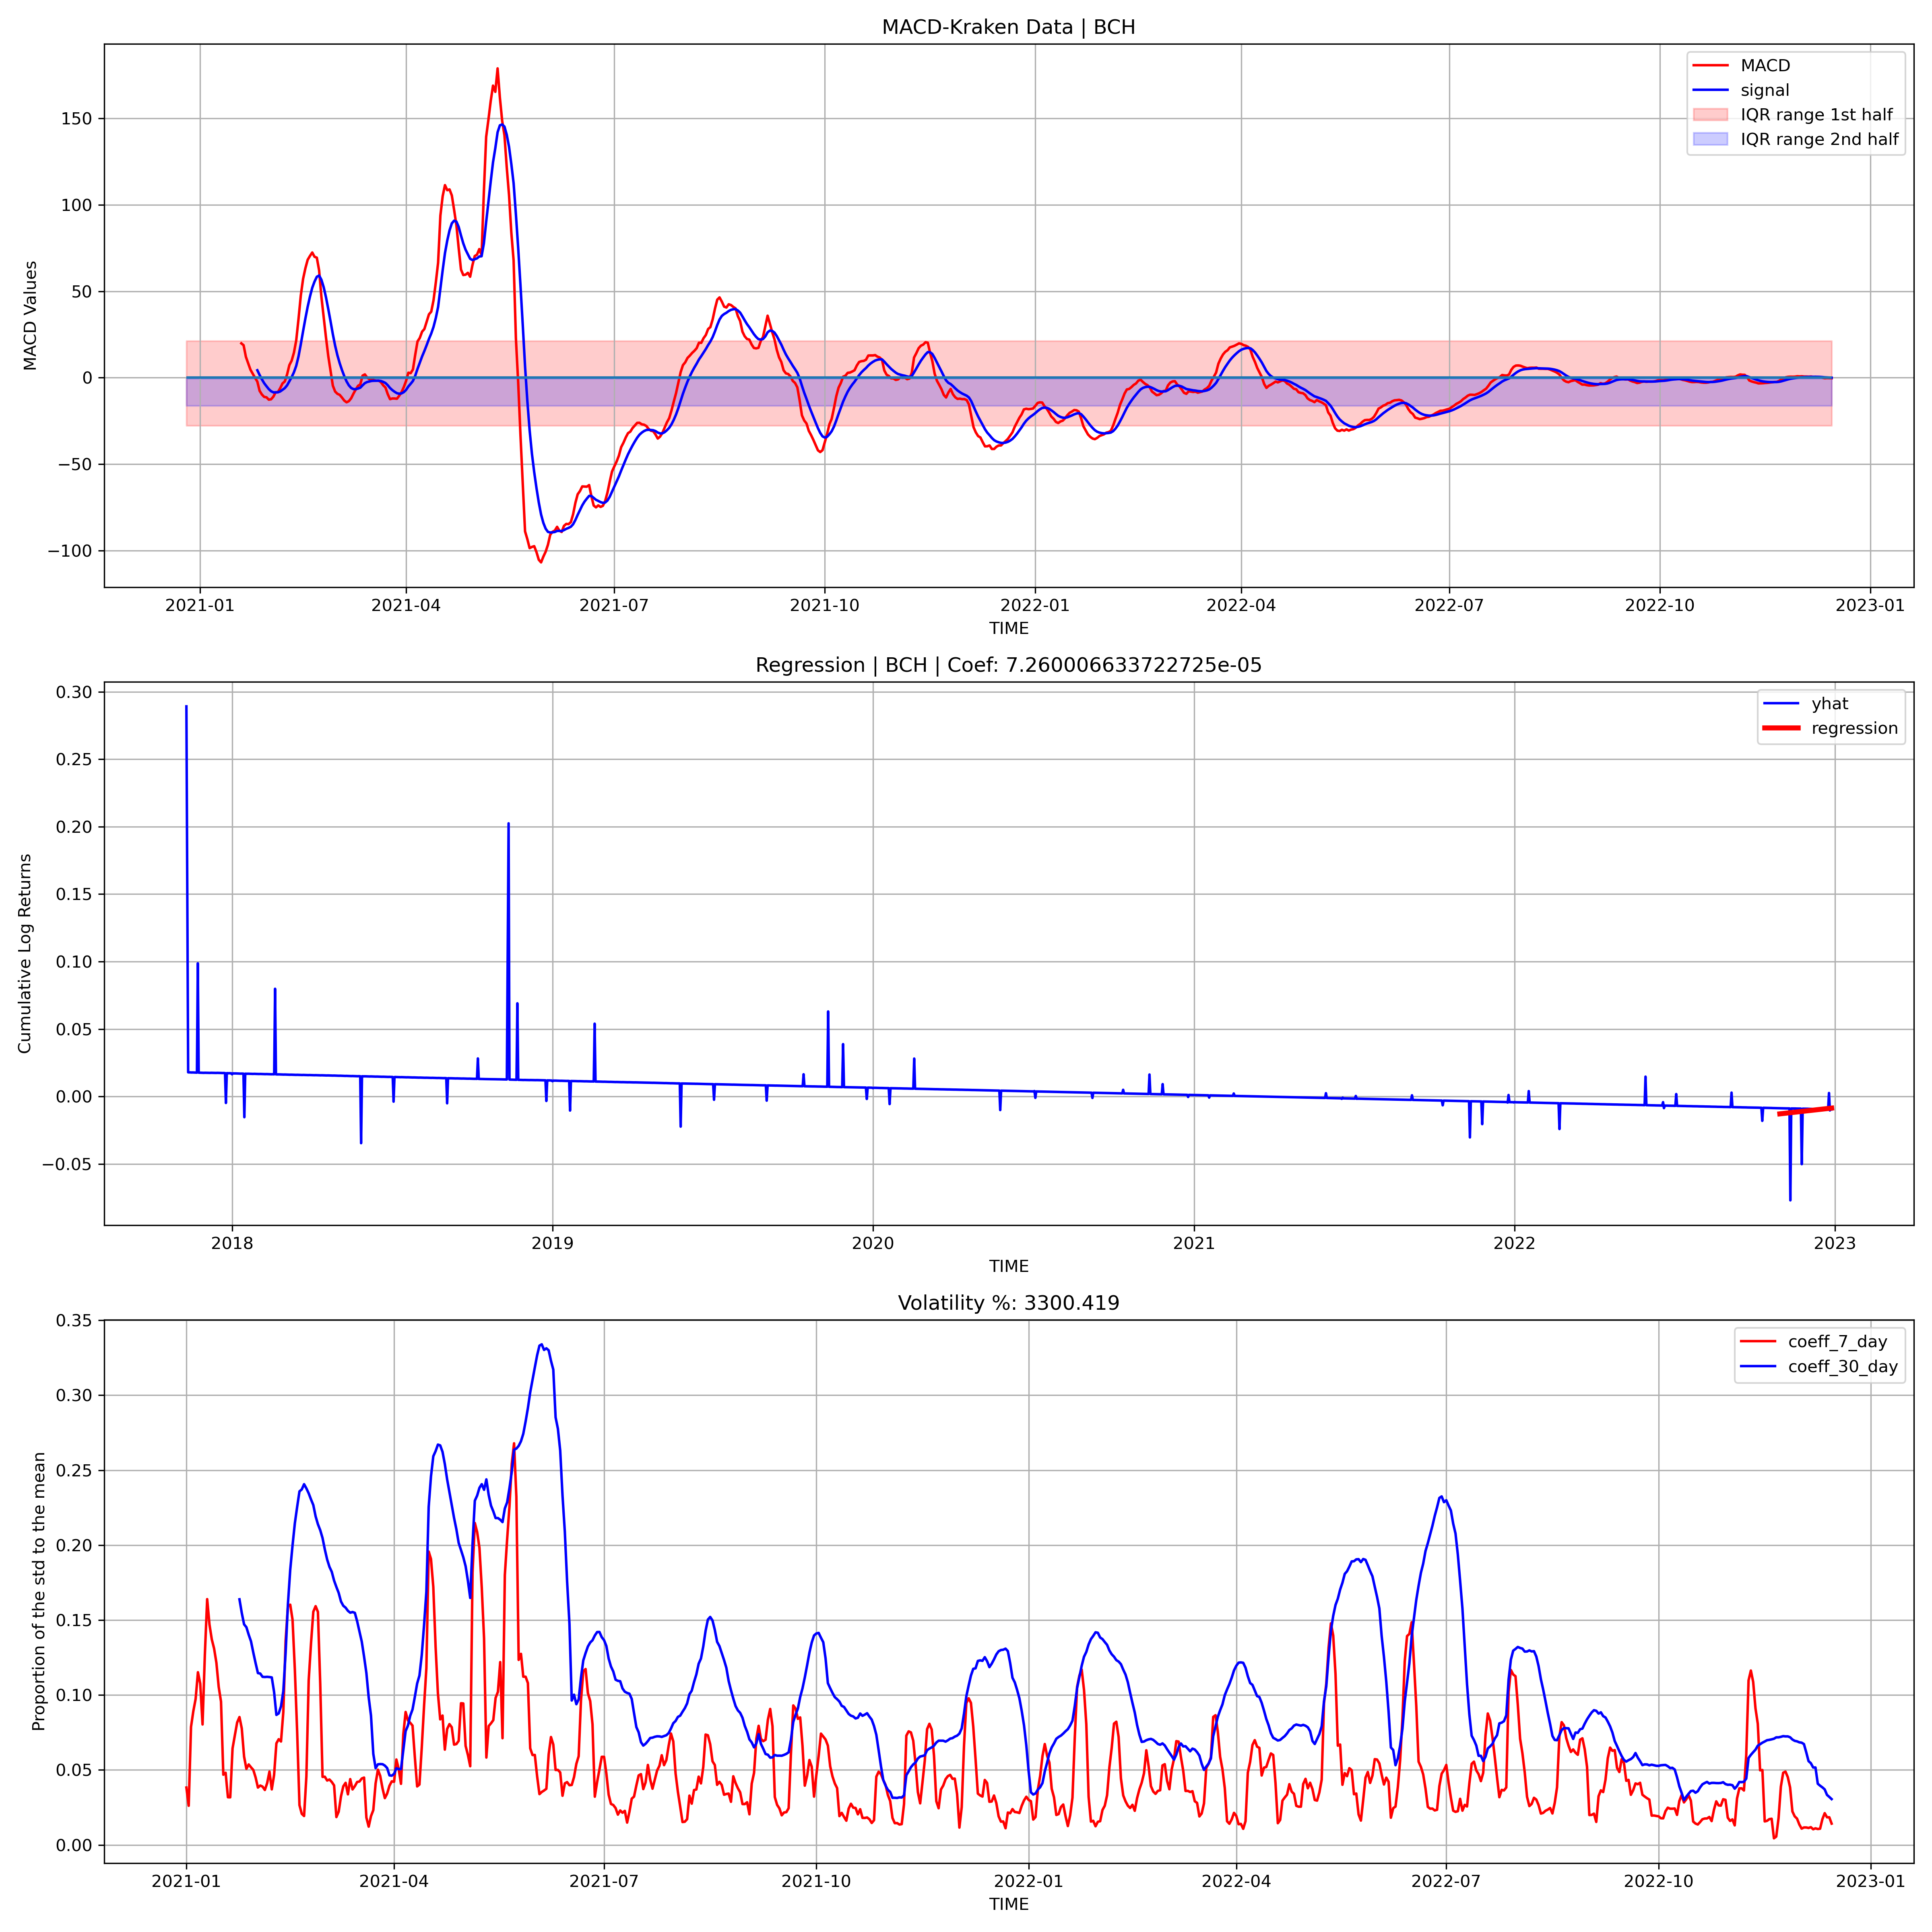 MACD-Kraken Data | BCH
MACD Values
150
100
50
0
−50
−100
MACD
signal
IQR range 1st half
IQR range 2nd half
2021-01 2021-04 2021-07 2021-10 2022-01 2022-04 2022-07 2022-10 2023-01
TIME
Regression | BCH | Coef: 7.260006633722725e-05
Cumulative Log Returns
0.30
0.25
0.20
0.15
0.10
0.05
0.00
−0.05
yhat
regression
2018 2019 2020 2021 2022 2023
TIME
Volatility %: 3300.419
Proportion of the std to the mean
0.35
0.30
0.25
0.20
0.15
0.10
0.05
0.00
coeff_7_day
coeff_30_day
2021-01 2021-04 2021-07 2021-10 2022-01 2022-04 2022-07 2022-10 2023-01
TIME